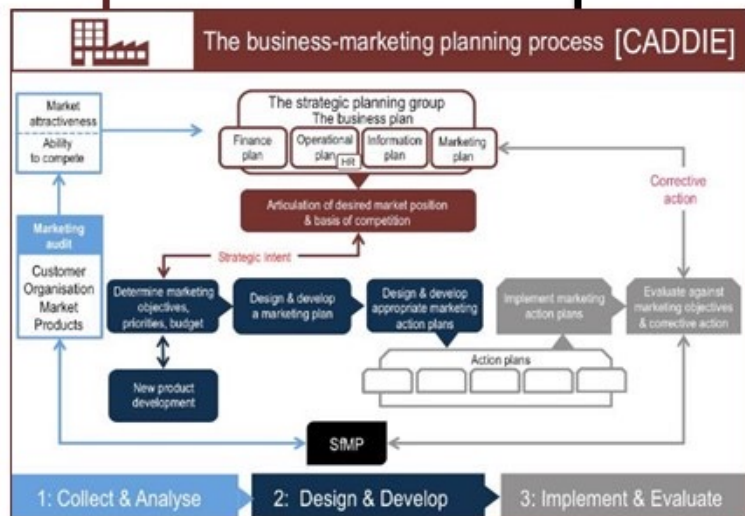 The business-marketing planning process [CADDIE]
Market
attractiveness
Ability
to compete
The strategic planning group
The business plan
Finance
plan
Operational
plan
HR
Information
plan
Marketing
plan
Articulation of desired market position
& basis of competition
Corrective
action
Marketing
audit
Customer
Organisation
Market
Products
Strategic Intent
Determine marketing
objectives,
priorities, budget
Design & develop
a marketing plan
Design & develop
appropriate marketing
action plans
Implement marketing
action plans
Evaluate against
marketing objectives
& corrective action
Action plans
New product
development
SfMP
1: Collect & Analyse
2: Design & Develop
3: Implement & Evaluate